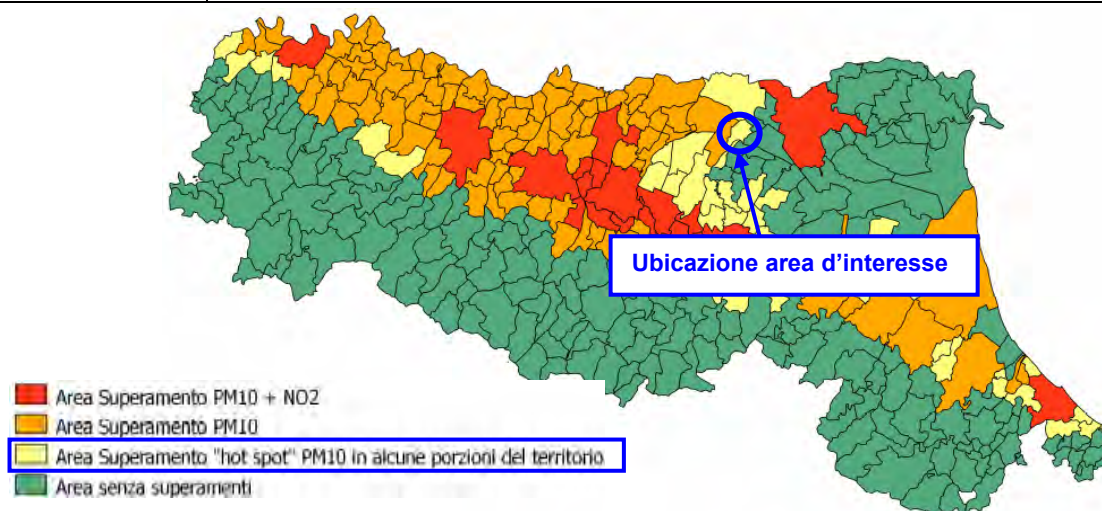 Ubicazione area d'interesse
Area Superamento PM10 + NO2
Area Superamento PM10
Area Superamento "hot spot" PM10 in alcune porzioni del territorio
Area senza superamenti